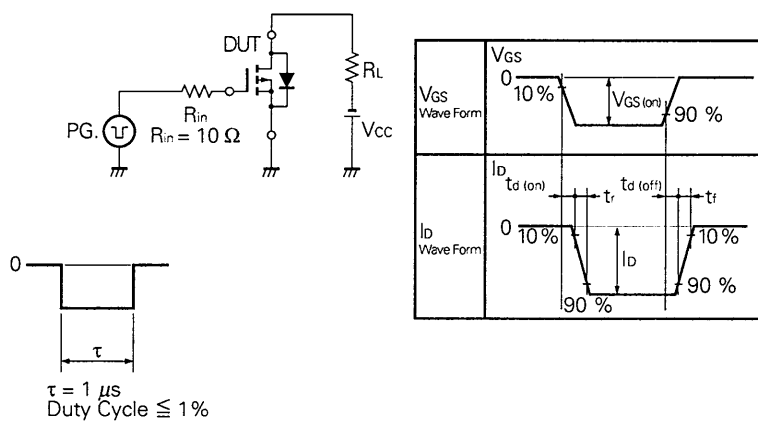 DUT
RL
Rin
PG.
Rin = 10 Ω
VCC
0
τ
τ = 1 μs
Duty Cycle ≦ 1%
VGS
Wave Form
VGS
0
10 %
VGS (on)
90 %
ID
Wave Form
ID
td (on)
tr
td (off)
tf
0
10 %
10 %
ID
90 %
90 %